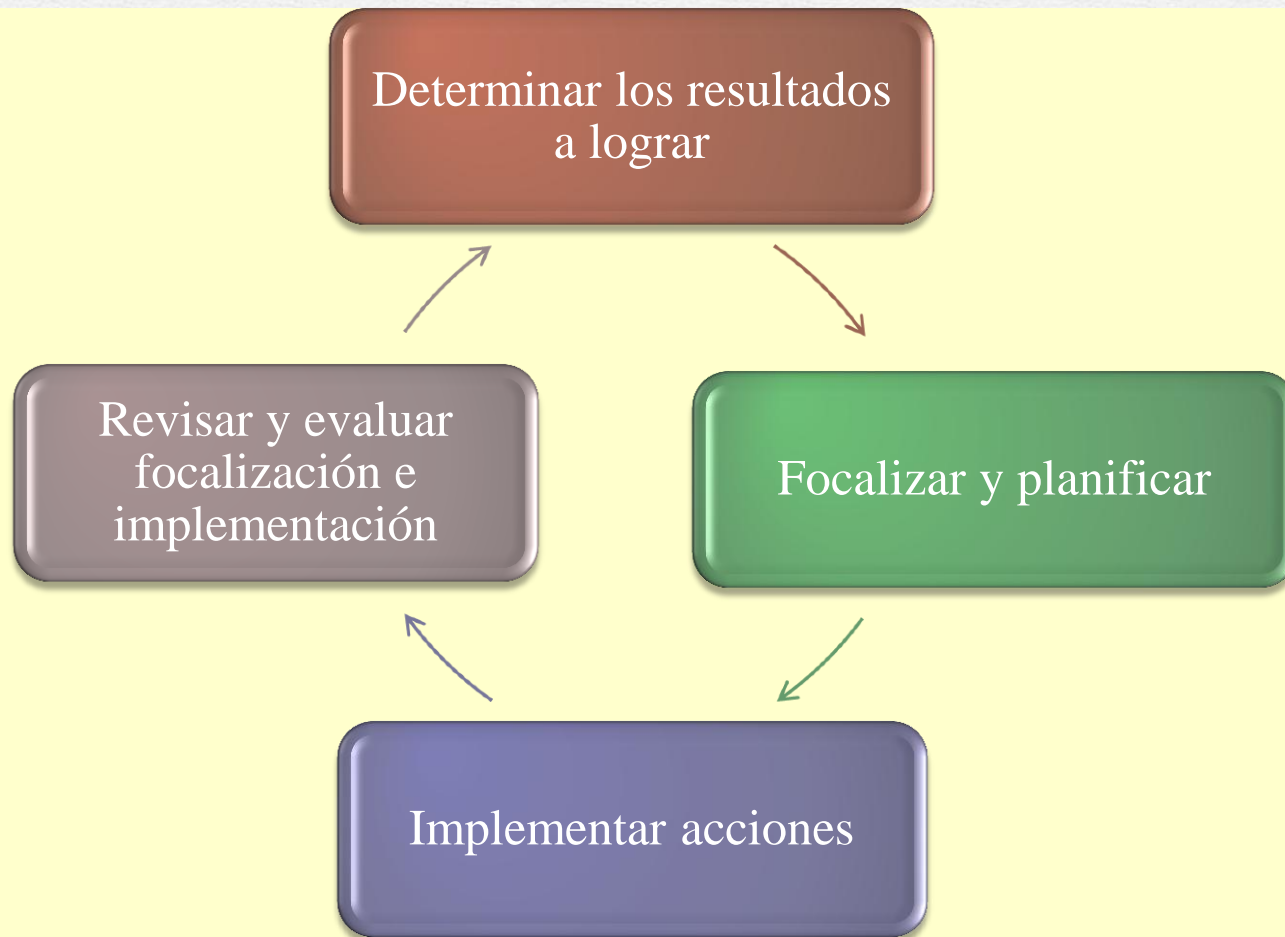 Determinar los resultados
a lograr
Focalizar y planificar
Implementar acciones
Revisar y evaluar
focalización e
implementación